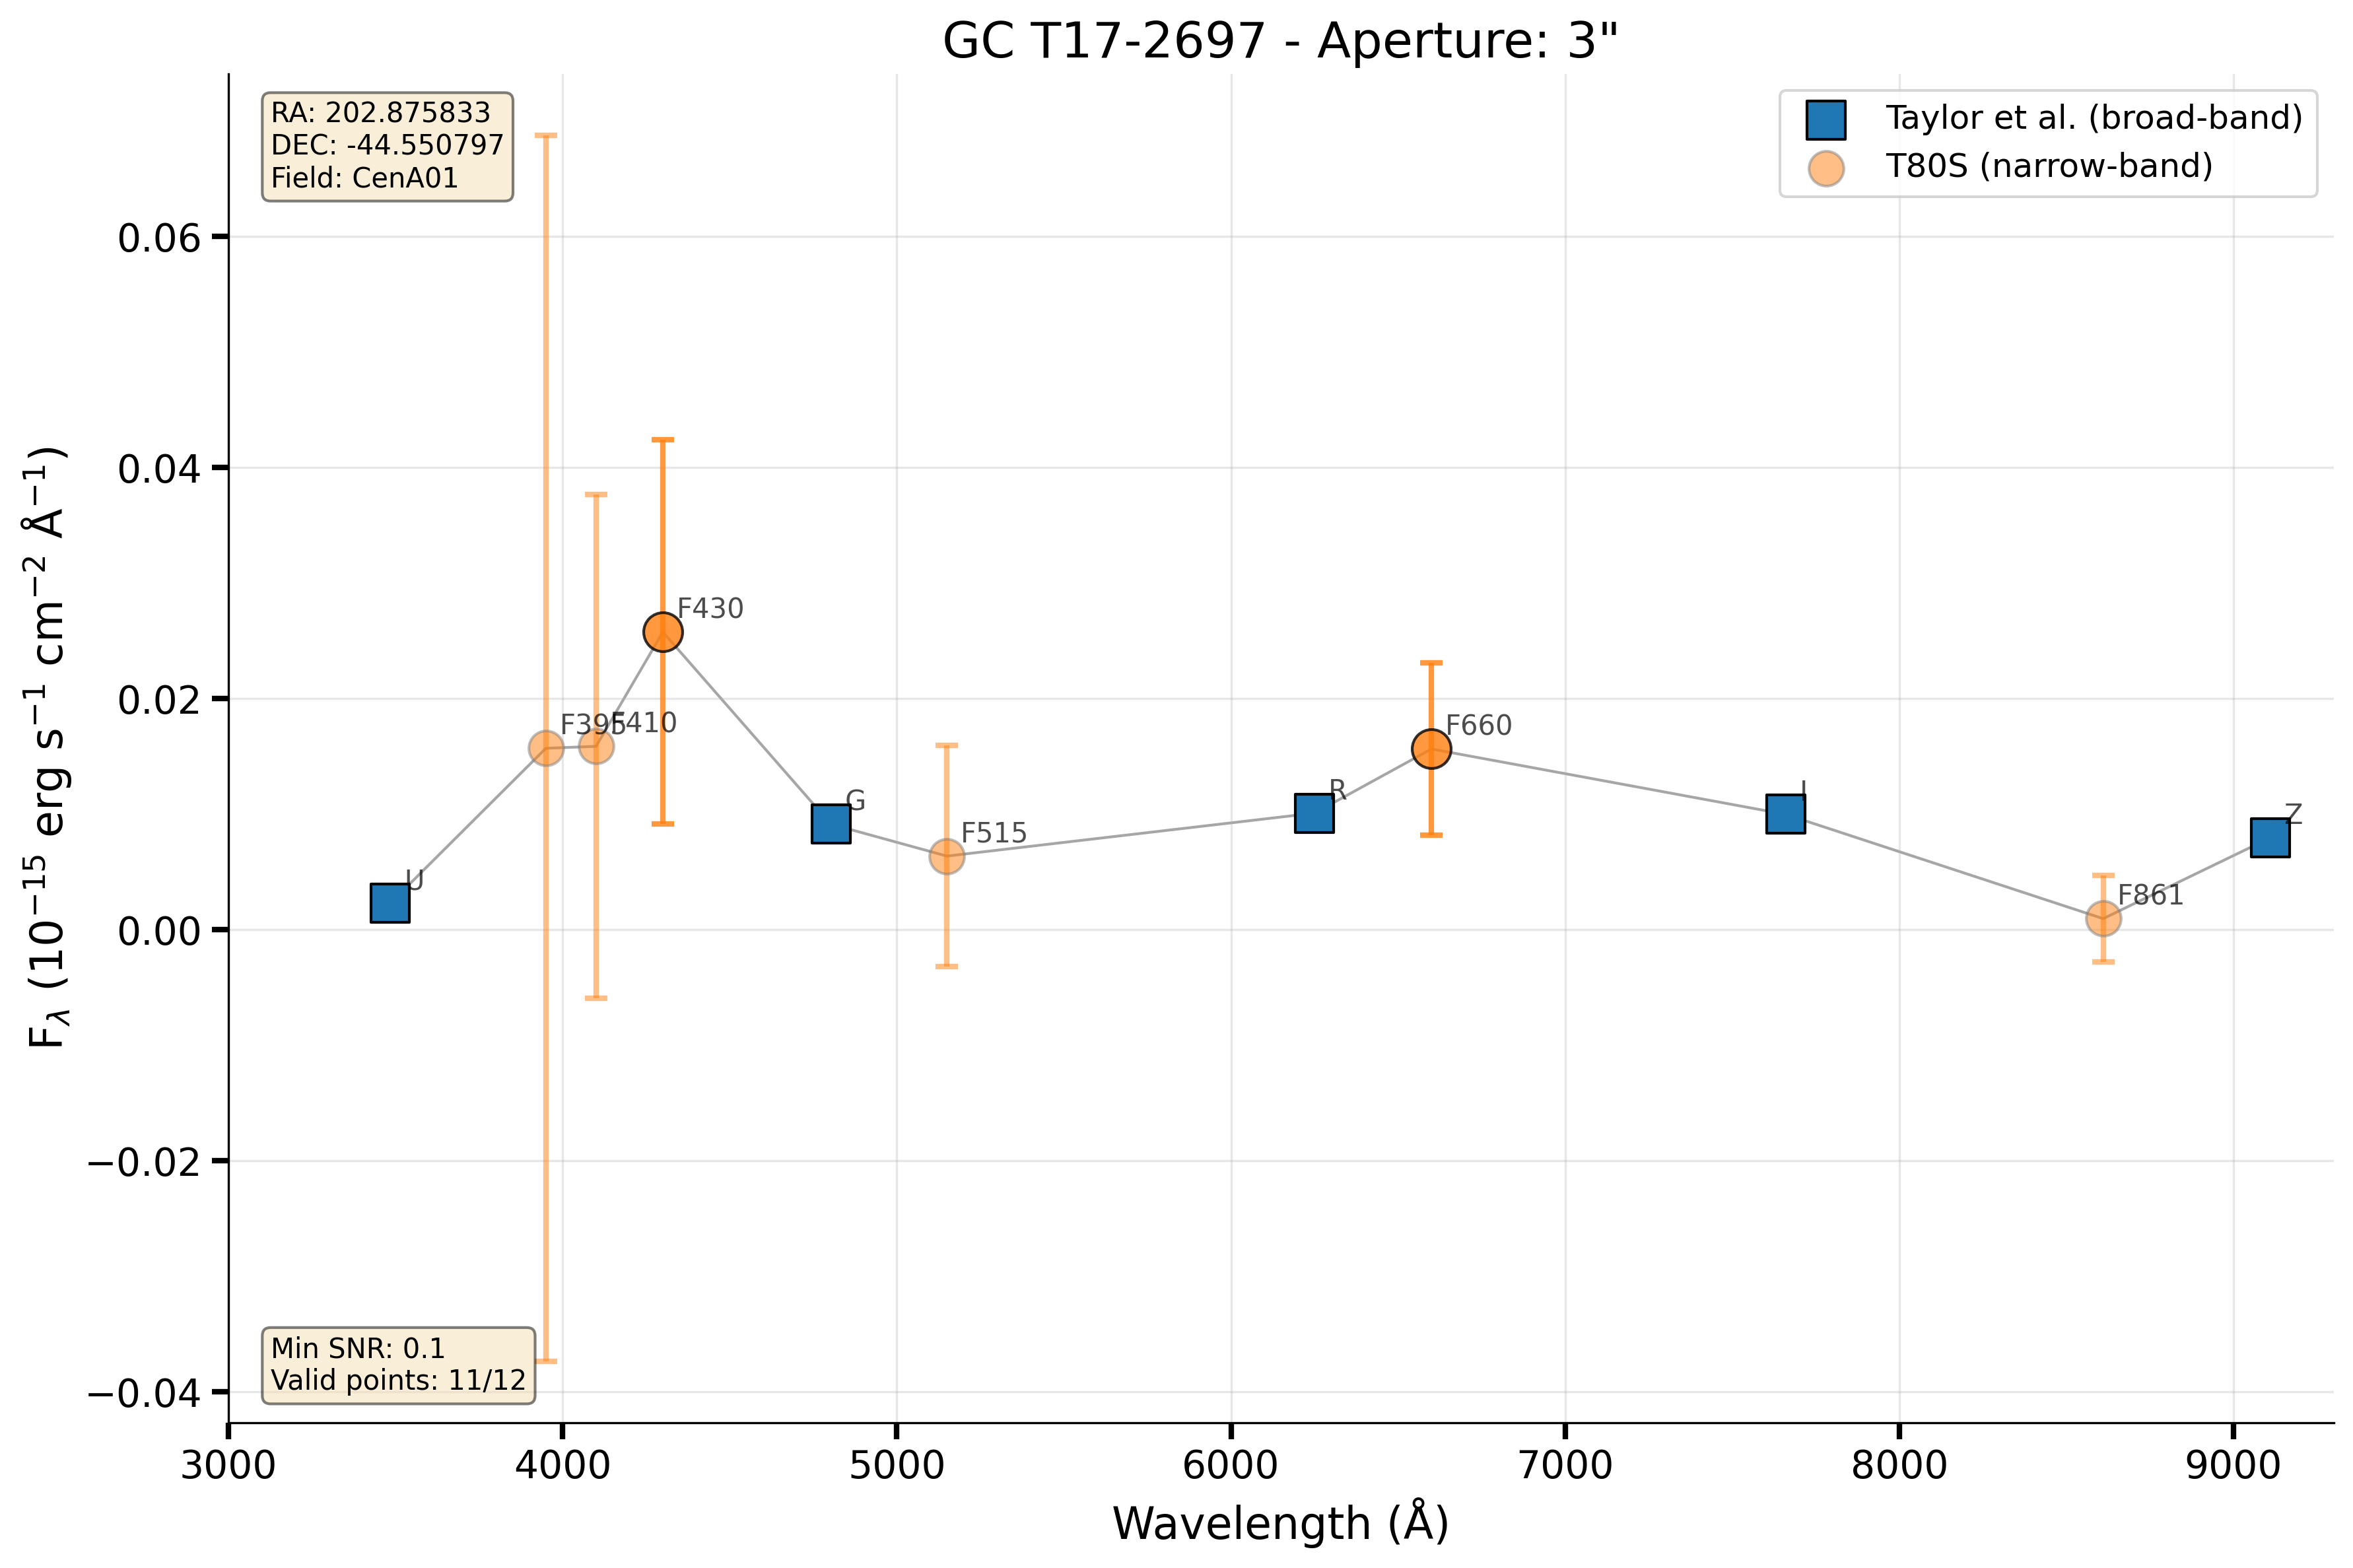 GC T17-2697 - Aperture: 3"
RA: 202.875833
DEC: -44.550797
Field: CenA01
Taylor et al. (broad-band)
T80S (narrow-band)
F_λ (10⁻¹⁵ erg s⁻¹ cm⁻² Å⁻¹)
0.06
0.04
0.02
0.00
−0.02
−0.04
U
F395
F410
F430
G
F515
R
F660
I
F861
Z
Min SNR: 0.1
Valid points: 11/12
3000
4000
5000
6000
7000
8000
9000
Wavelength (Å)